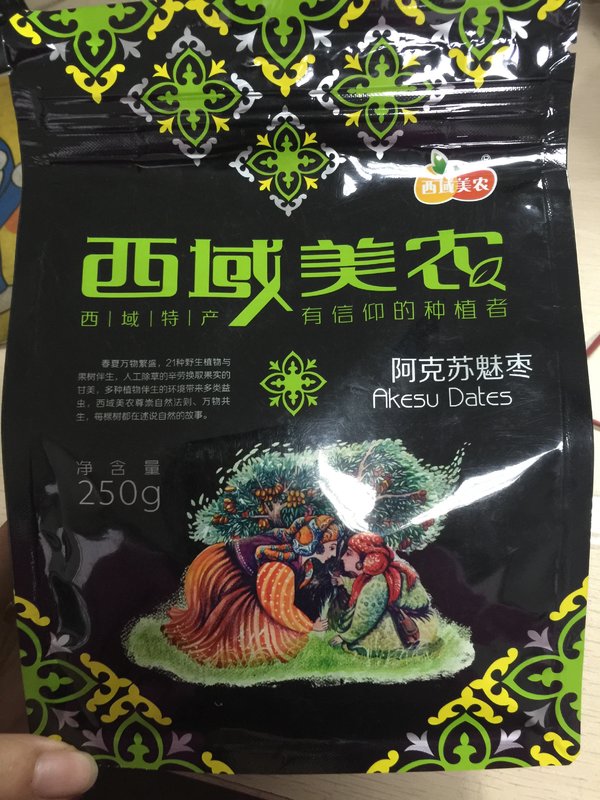 西域美农
®
西域美农
西|域|特|产 有信仰的种植者
春夏万物繁盛，21种野生植物与
果树伴生，人工除草的辛劳换取果实的
甘美，多种植物伴生的环境带来多类益
虫，西域美农尊崇自然法则、万物共
生，每棵树都在述说自然的故事。
阿克苏魅枣
Akesu Dates
净含量
250g